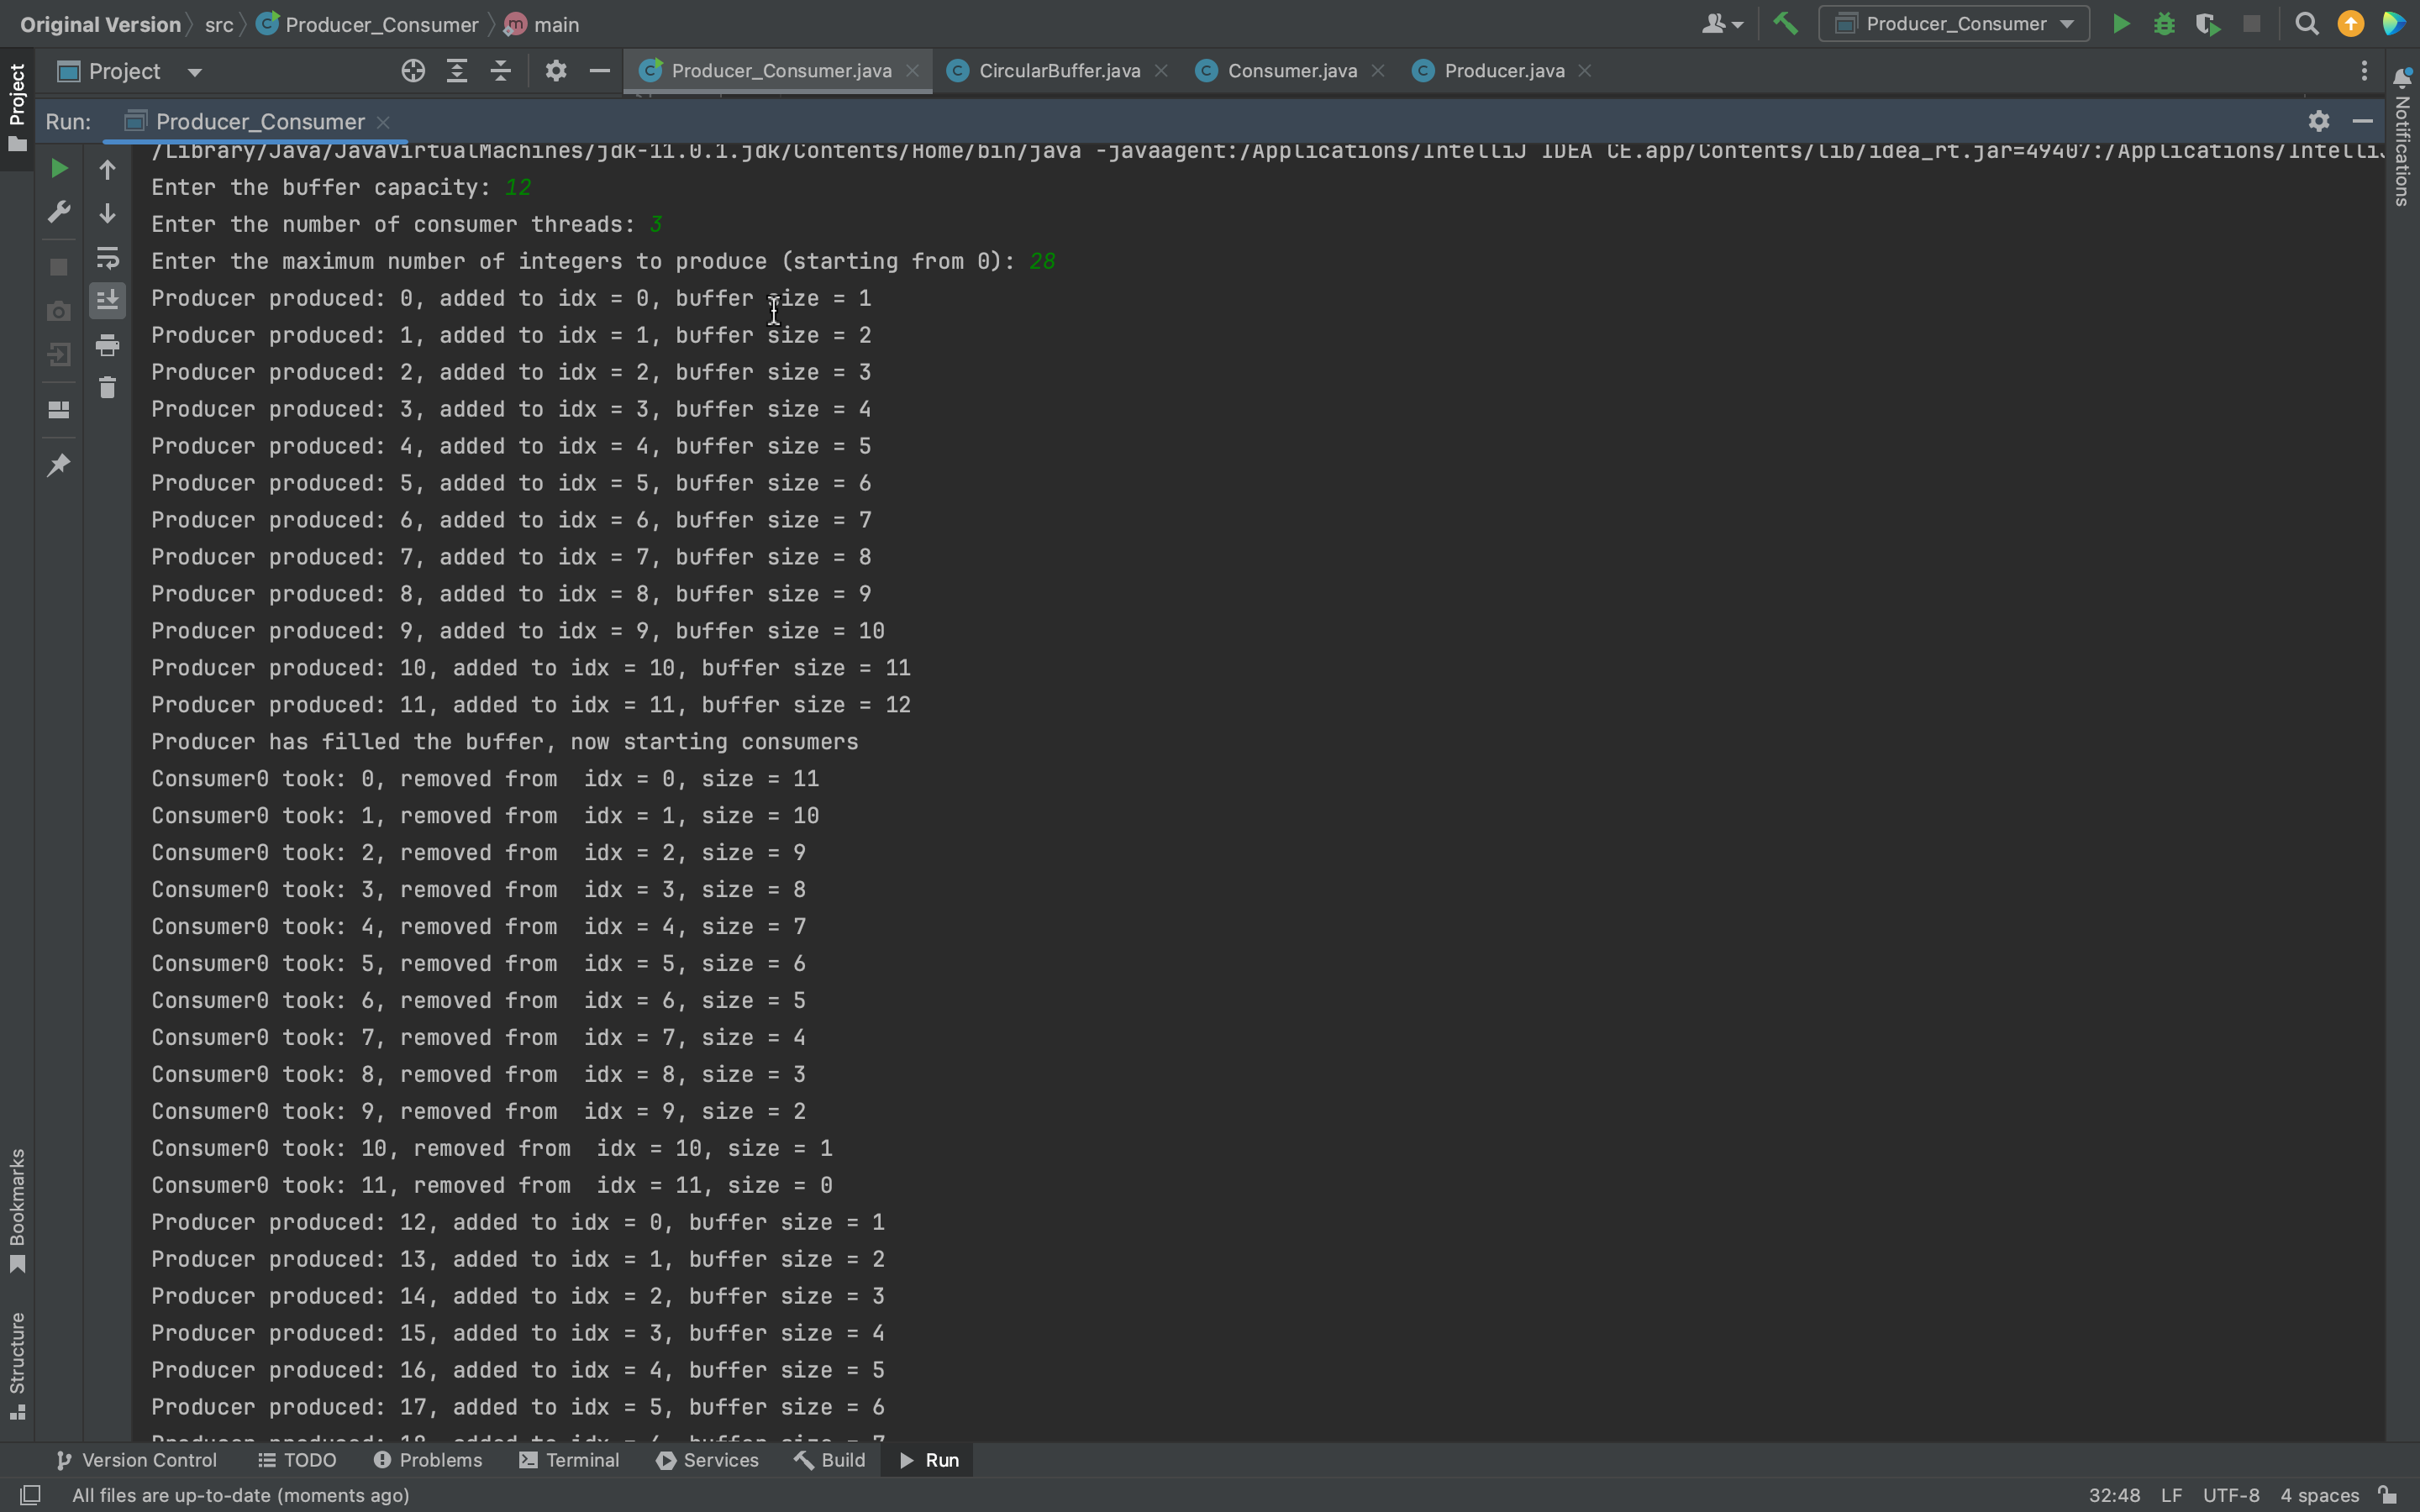 Original Version src Producer_Consumer main Producer_Consumer
Project Producer_Consumer.java CircularBuffer.java Consumer.java Producer.java
Project
Notifications
Run: Producer_Consumer
/Library/Java/JavaVirtualMachines/jdk-11.0.1.jdk/Contents/Home/bin/java -javaagent:/Applications/IntelliJ IDEA CE.app/Contents/lib/idea_rt.jar=49407:/Applications/IntelliJ
Enter the buffer capacity: 12
Enter the number of consumer threads: 3
Enter the maximum number of integers to produce (starting from 0): 28
Producer produced: 0, added to idx = 0, buffer size = 1
Producer produced: 1, added to idx = 1, buffer size = 2
Producer produced: 2, added to idx = 2, buffer size = 3
Producer produced: 3, added to idx = 3, buffer size = 4
Producer produced: 4, added to idx = 4, buffer size = 5
Producer produced: 5, added to idx = 5, buffer size = 6
Producer produced: 6, added to idx = 6, buffer size = 7
Producer produced: 7, added to idx = 7, buffer size = 8
Producer produced: 8, added to idx = 8, buffer size = 9
Producer produced: 9, added to idx = 9, buffer size = 10
Producer produced: 10, added to idx = 10, buffer size = 11
Producer produced: 11, added to idx = 11, buffer size = 12
Producer has filled the buffer, now starting consumers
Consumer0 took: 0, removed from  idx = 0, size = 11
Consumer0 took: 1, removed from  idx = 1, size = 10
Consumer0 took: 2, removed from  idx = 2, size = 9
Consumer0 took: 3, removed from  idx = 3, size = 8
Consumer0 took: 4, removed from  idx = 4, size = 7
Consumer0 took: 5, removed from  idx = 5, size = 6
Consumer0 took: 6, removed from  idx = 6, size = 5
Consumer0 took: 7, removed from  idx = 7, size = 4
Consumer0 took: 8, removed from  idx = 8, size = 3
Consumer0 took: 9, removed from  idx = 9, size = 2
Consumer0 took: 10, removed from  idx = 10, size = 1
Consumer0 took: 11, removed from  idx = 11, size = 0
Producer produced: 12, added to idx = 0, buffer size = 1
Producer produced: 13, added to idx = 1, buffer size = 2
Producer produced: 14, added to idx = 2, buffer size = 3
Producer produced: 15, added to idx = 3, buffer size = 4
Producer produced: 16, added to idx = 4, buffer size = 5
Producer produced: 17, added to idx = 5, buffer size = 6
Bookmarks
Structure
Version Control TODO Problems Terminal Services Build Run
All files are up-to-date (moments ago) 32:48 LF UTF-8 4 spaces